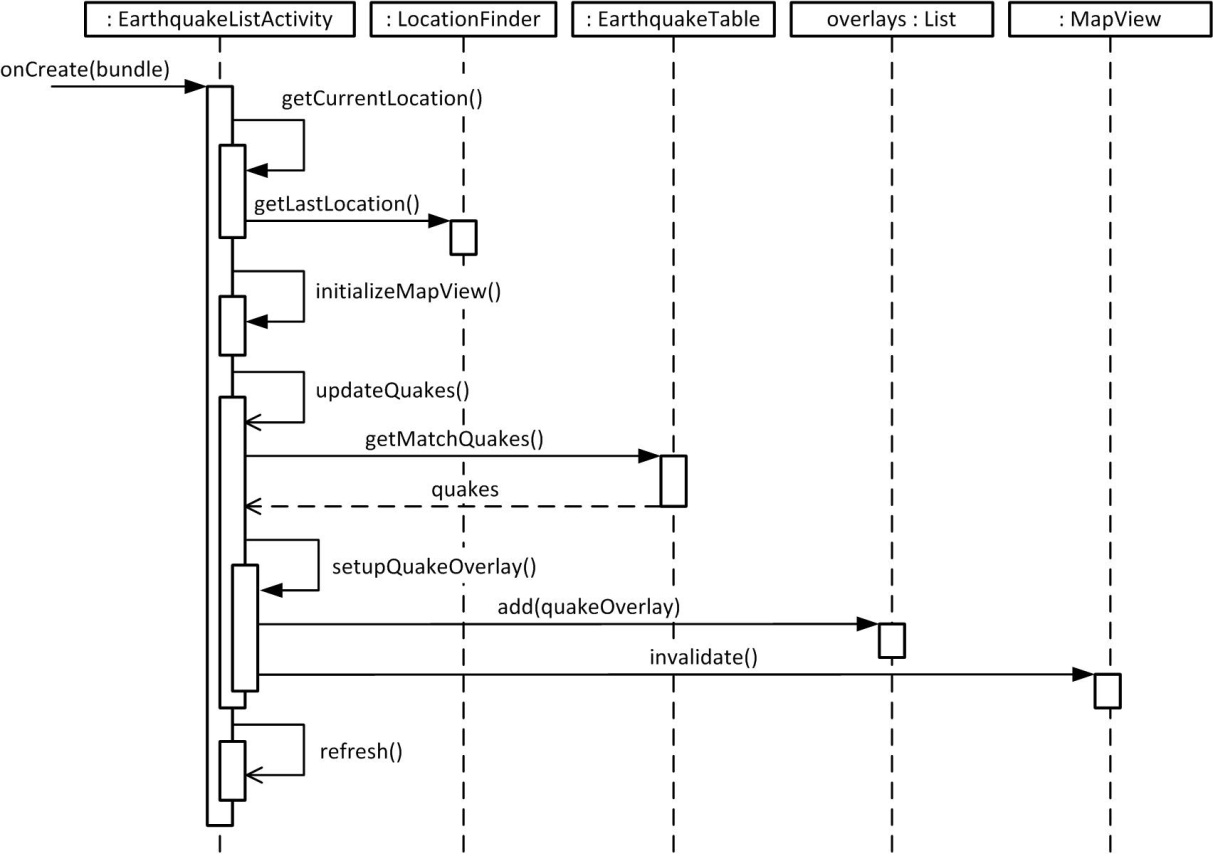 : EarthquakeListActivity
: LocationFinder
: EarthquakeTable
overlays : List
: MapView
onCreate(bundle)
getCurrentLocation()
getLastLocation()
initializeMapView()
updateQuakes()
getMatchQuakes()
quakes
setupQuakeOverlay()
add(quakeOverlay)
invalidate()
refresh()